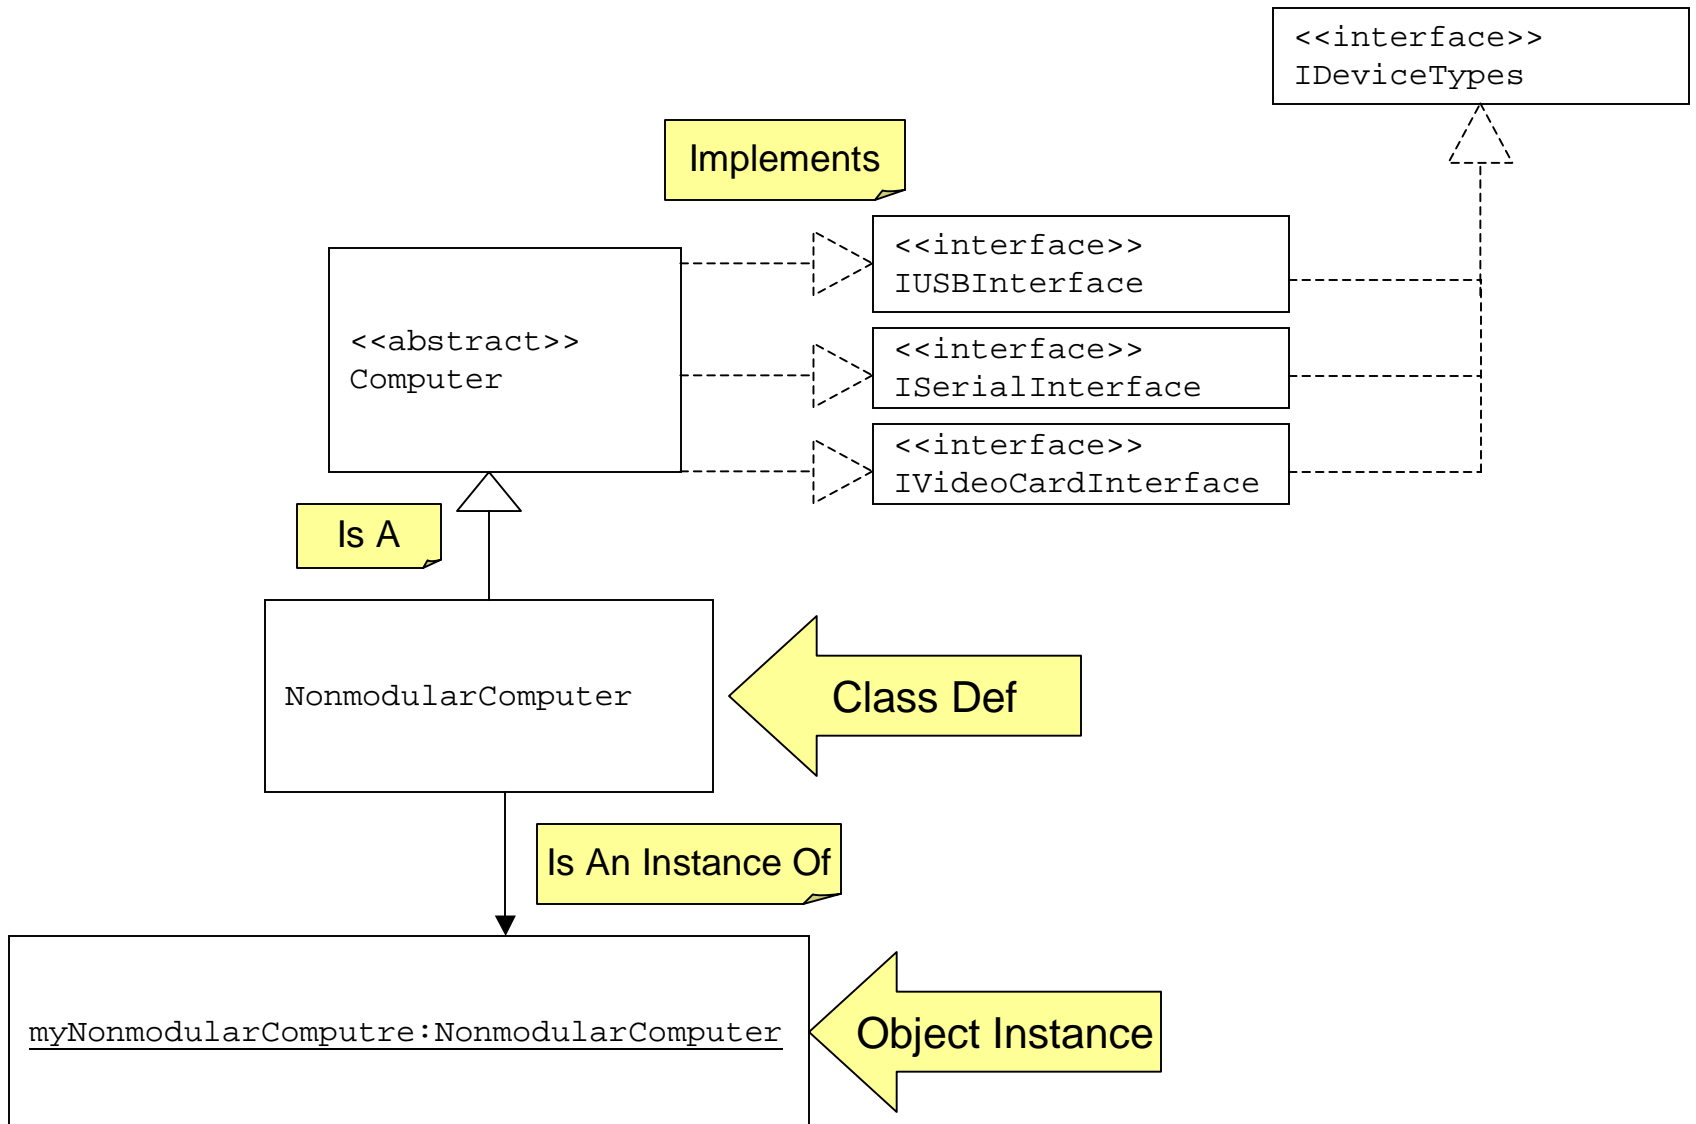 <<interface>>
IDeviceTypes
Implements
<<interface>>
IUSBInterface
<<abstract>>
Computer
<<interface>>
ISerialInterface
<<interface>>
IVideoCardInterface
Is A
NonmodularComputer
Class Def
Is An Instance Of
myNonmodularComputre:NonmodularComputer
Object Instance